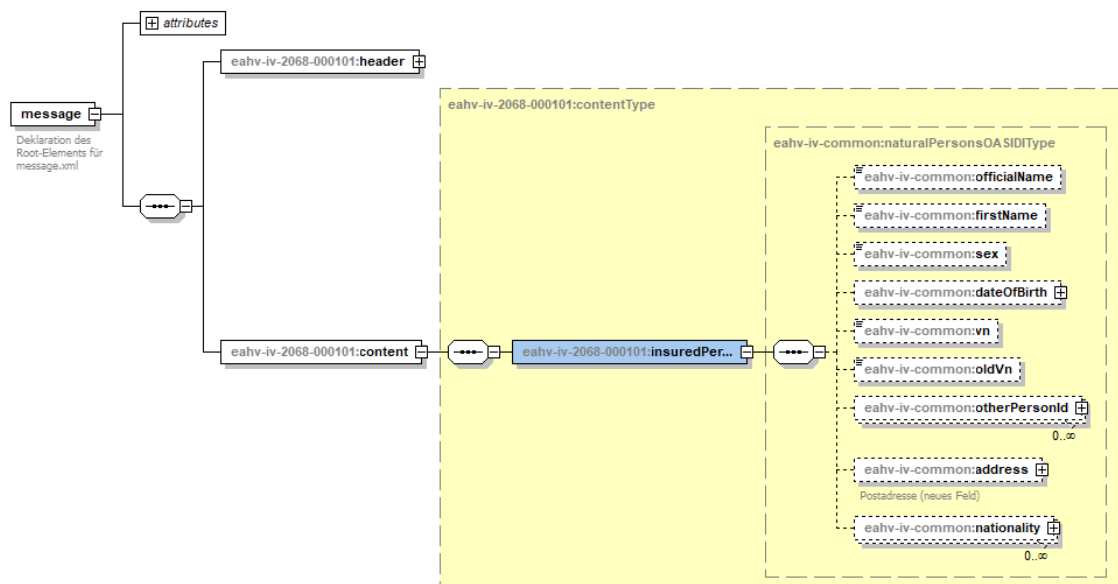 attributes
eahv-iv-2068-000101:header
message
Deklaration des
Root-Elements für
message.xml
eahv-iv-2068-000101:contentType
eahv-iv-common:naturalPersonsOASIDIType
eahv-iv-common:officialName
eahv-iv-common:firstName
eahv-iv-common:sex
eahv-iv-common:dateOfBirth
eahv-iv-common:vn
eahv-iv-2068-000101:content
eahv-iv-2068-000101:insuredPer...
eahv-iv-common:oldVn
eahv-iv-common:otherPersonId
0..∞
eahv-iv-common:address
Postadresse (neues Feld)
eahv-iv-common:nationality
0..∞